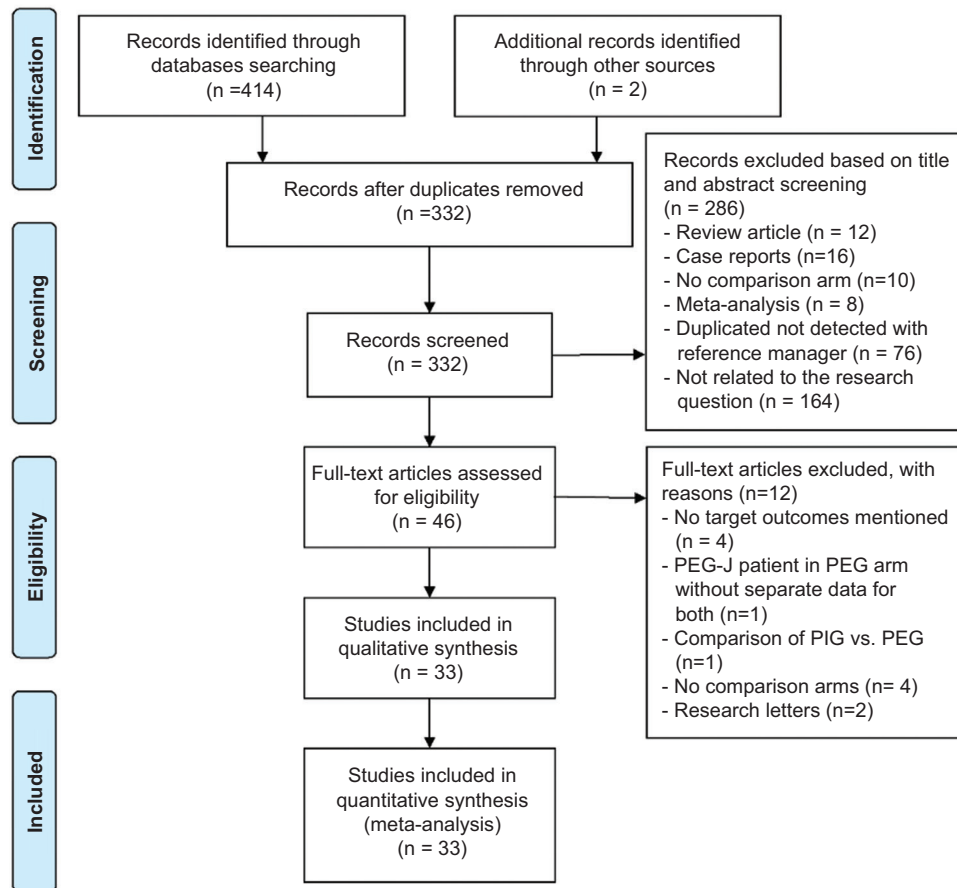 Identification
Records identified through
databases searching
(n =414)
Additional records identified
through other sources
(n = 2)
Records after duplicates removed
(n =332)
Records excluded based on title
and abstract screening
(n = 286)
- Review article (n = 12)
- Case reports (n=16)
- No comparison arm (n=10)
- Meta-analysis (n = 8)
- Duplicated not detected with
reference manager (n = 76)
- Not related to the research
question (n = 164)
Screening
Records screened
(n = 332)
Eligibility
Full-text articles assessed
for eligibility
(n = 46)
Full-text articles excluded, with
reasons (n=12)
- No target outcomes mentioned
(n = 4)
- PEG-J patient in PEG arm
without separate data for
both (n=1)
- Comparison of PIG vs. PEG
(n=1)
- No comparison arms (n= 4)
- Research letters (n=2)
Studies included in
qualitative synthesis
(n = 33)
Included
Studies included in
quantitative synthesis
(meta-analysis)
(n = 33)